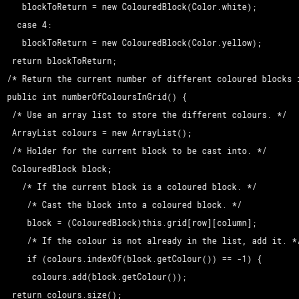 blockToReturn = new ColouredBlock(Color.white);
case 4:
blockToReturn = new ColouredBlock(Color.yellow);
return blockToReturn;
/* Return the current number of different coloured blocks
public int numberOfColoursInGrid() {
/* Use an array list to store the different colours. */
ArrayList colours = new ArrayList();
/* Holder for the current block to be cast into. */
ColouredBlock block;
/* If the current block is a coloured block. */
/* Cast the block into a coloured block. */
block = (ColouredBlock)this.grid[row][column];
/* If the colour is not already in the list, add it. */
if (colours.indexOf(block.getColour()) == -1) {
colours.add(block.getColour());
return colours.size();